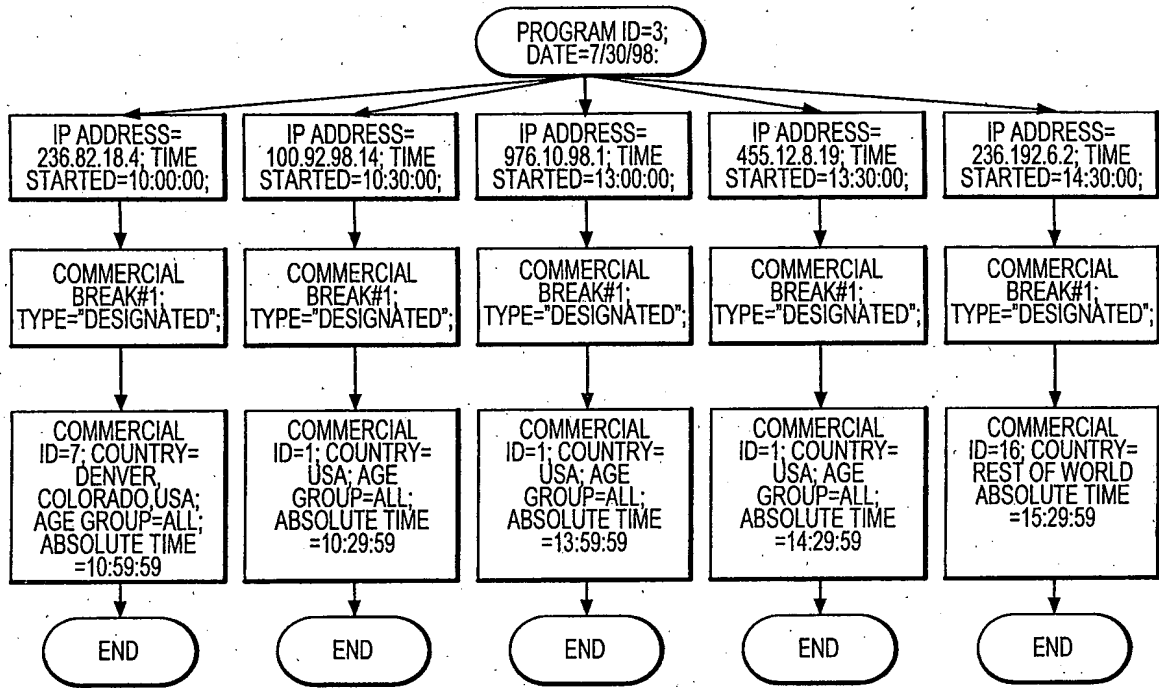 PROGRAM ID=3;
DATE=7/30/98:
IP ADDRESS=
236.82.18.4; TIME
STARTED=10:00:00;
IP ADDRESS=
100.92.98.14; TIME
STARTED=10:30:00;
IP ADDRESS=
976.10.98.1; TIME
STARTED=13:00:00;
IP ADDRESS=
455.12.8.19; TIME
STARTED=13:30:00;
IP ADDRESS=
236.192.6.2; TIME
STARTED=14:30:00;
COMMERCIAL
BREAK#1;
TYPE="DESIGNATED";
COMMERCIAL
BREAK#1;
TYPE="DESIGNATED";
COMMERCIAL
BREAK#1;
TYPE="DESIGNATED";
COMMERCIAL
BREAK#1;
TYPE="DESIGNATED";
COMMERCIAL
BREAK#1;
TYPE="DESIGNATED";
COMMERCIAL
ID=7; COUNTRY=
DENVER,
COLORADO,USA;
AGE GROUP=ALL;
ABSOLUTE TIME
=10:59:59
COMMERCIAL
ID=1; COUNTRY=
USA; AGE
GROUP=ALL;
ABSOLUTE TIME
=10:29:59
COMMERCIAL
ID=1; COUNTRY=
USA; AGE
GROUP=ALL;
ABSOLUTE TIME
=13:59:59
COMMERCIAL
ID=1; COUNTRY=
USA; AGE
GROUP=ALL;
ABSOLUTE TIME
=14:29:59
COMMERCIAL
ID=16; COUNTRY=
REST OF WORLD
ABSOLUTE TIME
=15:29:59
END
END
END
END
END